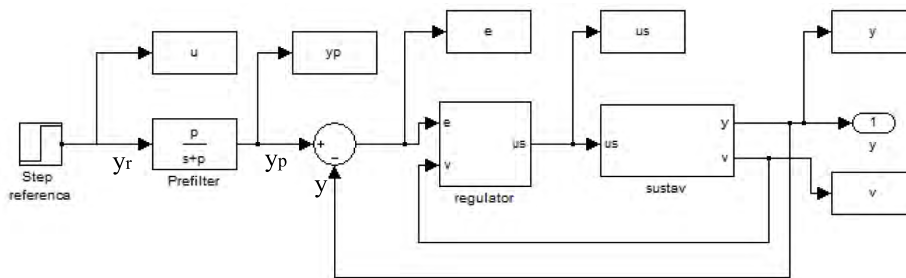 u
yp
e
us
y
Step
referenca
yr
p
s+p
Prefilter
yp
+
−
y
e
v
us
regulator
us
y
v
sustav
1
y
v